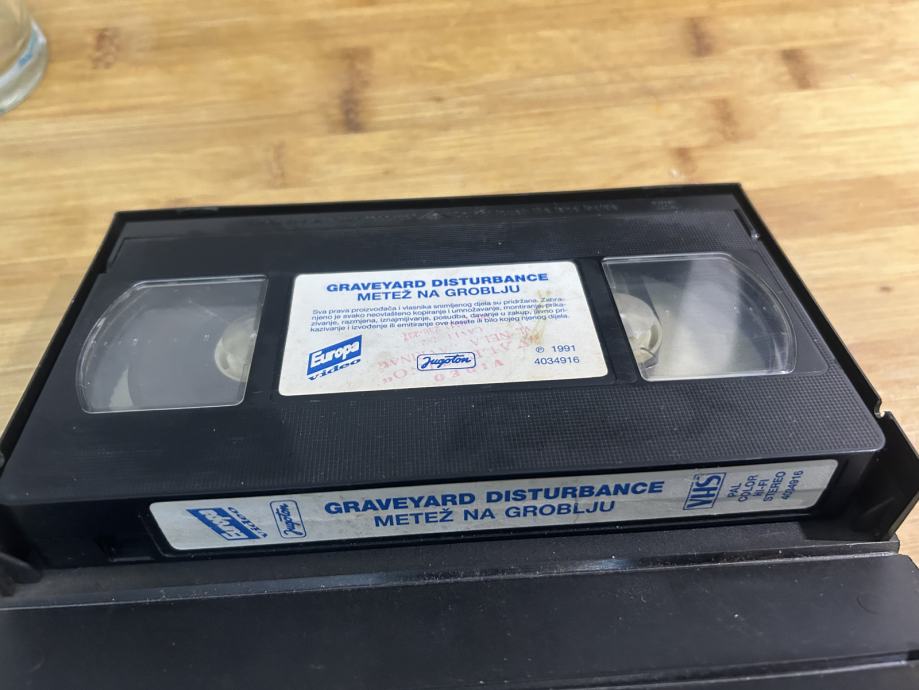 GRAVEYARD DISTURBANCE
METEŽ NA GROBLJU
Sva prava proizvođača i vlasnika snimljenog djela su pridržana. Zabra-
njeno je svako neovlašteno kopiranje i umnožavanje, montiranje, prika-
zivanje, razmjena, iznajmljivanje, posudba, davanje u zakup, javno pri-
kazivanje i izvođenje ili emitiranje ove kasete ili bilo kojeg njenog dijela.
Europa
video
Jugoton
℗ 1991
4034916
0301A
Europa
video
Jugoton
GRAVEYARD DISTURBANCE
METEŽ NA GROBLJU
VHS
PAL
COLOR
HI-FI
STEREO
4034916